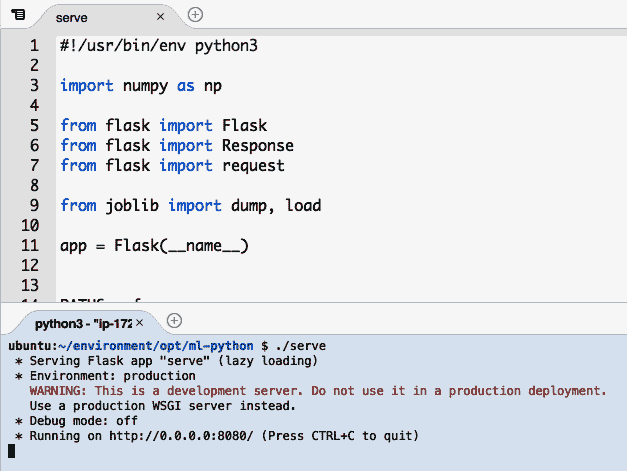 serve ×
1 #!/usr/bin/env python3
2
3 import numpy as np
4
5 from flask import Flask
6 from flask import Response
7 from flask import request
8
9 from joblib import dump, load
10
11 app = Flask(__name__)
12
13
python3 - "ip-172 ×
ubuntu:~/environment/opt/ml-python $ ./serve
* Serving Flask app "serve" (lazy loading)
* Environment: production
WARNING: This is a development server. Do not use it in a production deployment.
Use a production WSGI server instead.
* Debug mode: off
* Running on http://0.0.0.0:8080/ (Press CTRL+C to quit)